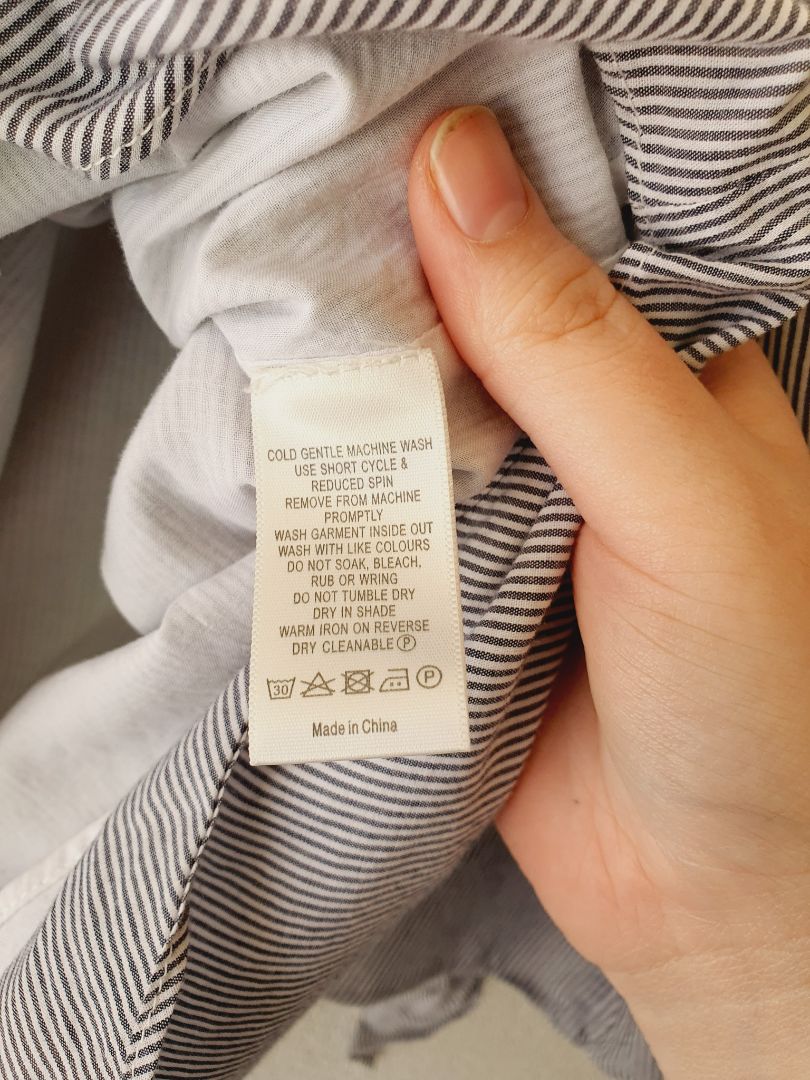 COLD GENTLE MACHINE WASH
USE SHORT CYCLE &
REDUCED SPIN
REMOVE FROM MACHINE
PROMPTLY
WASH GARMENT INSIDE OUT
WASH WITH LIKE COLOURS
DO NOT SOAK, BLEACH,
RUB OR WRING
DO NOT TUMBLE DRY
DRY IN SHADE
WARM IRON ON REVERSE
DRY CLEANABLE Ⓟ
30 Ⓟ
Made in China